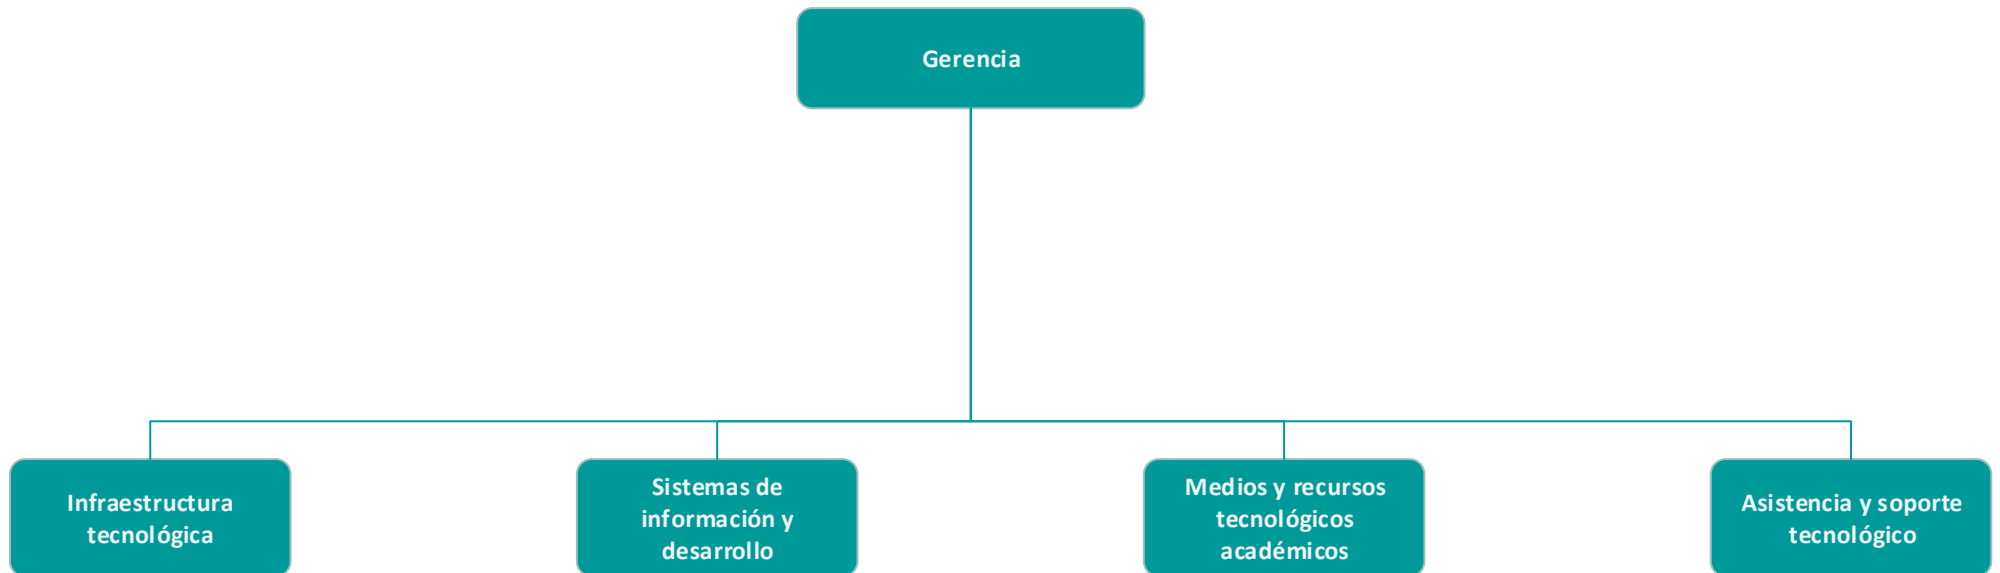 Gerencia
Infraestructura
tecnológica
Sistemas de
información y
desarrollo
Medios y recursos
tecnológicos
académicos
Asistencia y soporte
tecnológico